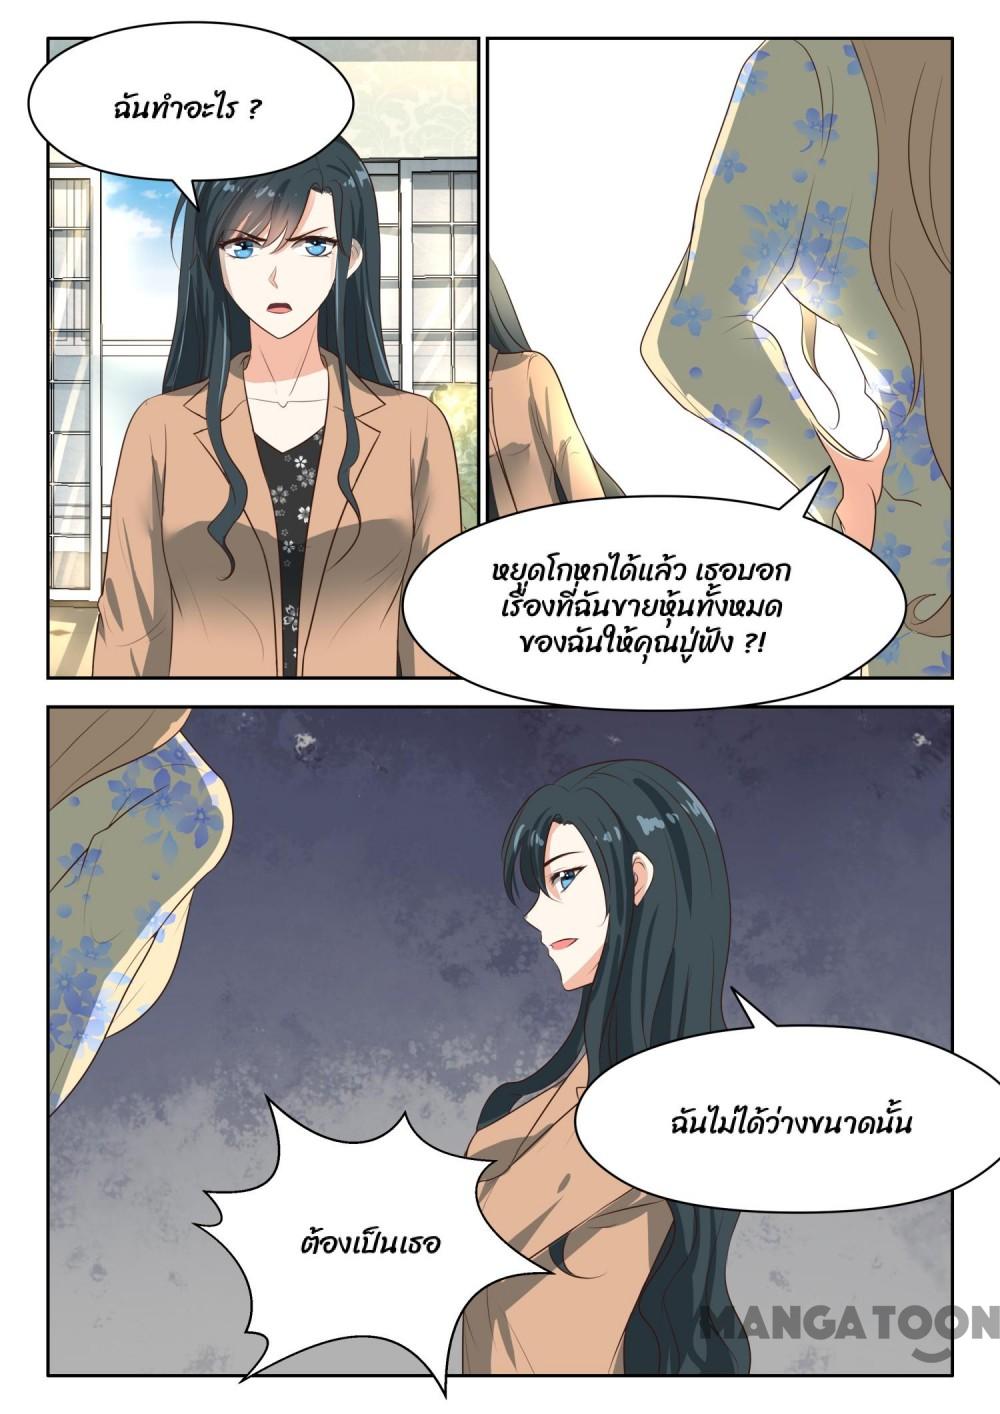 ฉันทำอะไร ?
หยุดโกหกได้แล้ว เธอบอก
เรื่องที่ฉันขายหุ้นทั้งหมด
ของฉันให้คุณปู่ฟัง ?!
ฉันไม่ได้ว่างขนาดนั้น
ต้องเป็นเธอ
MANGATOON